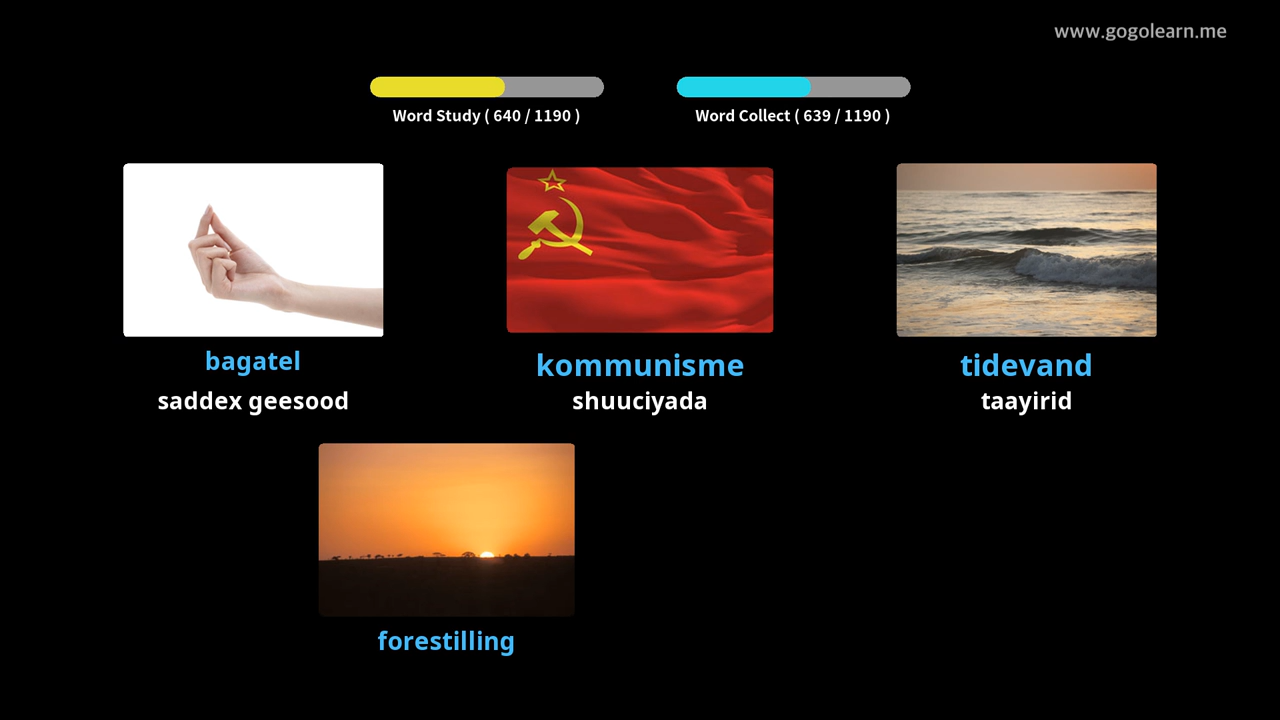 www.gogolearn.me
Word Study ( 640 / 1190 )
Word Collect ( 639 / 1190 )
bagatel
saddex geesood
kommunisme
shuuciyada
tidevand
taayirid
forestilling